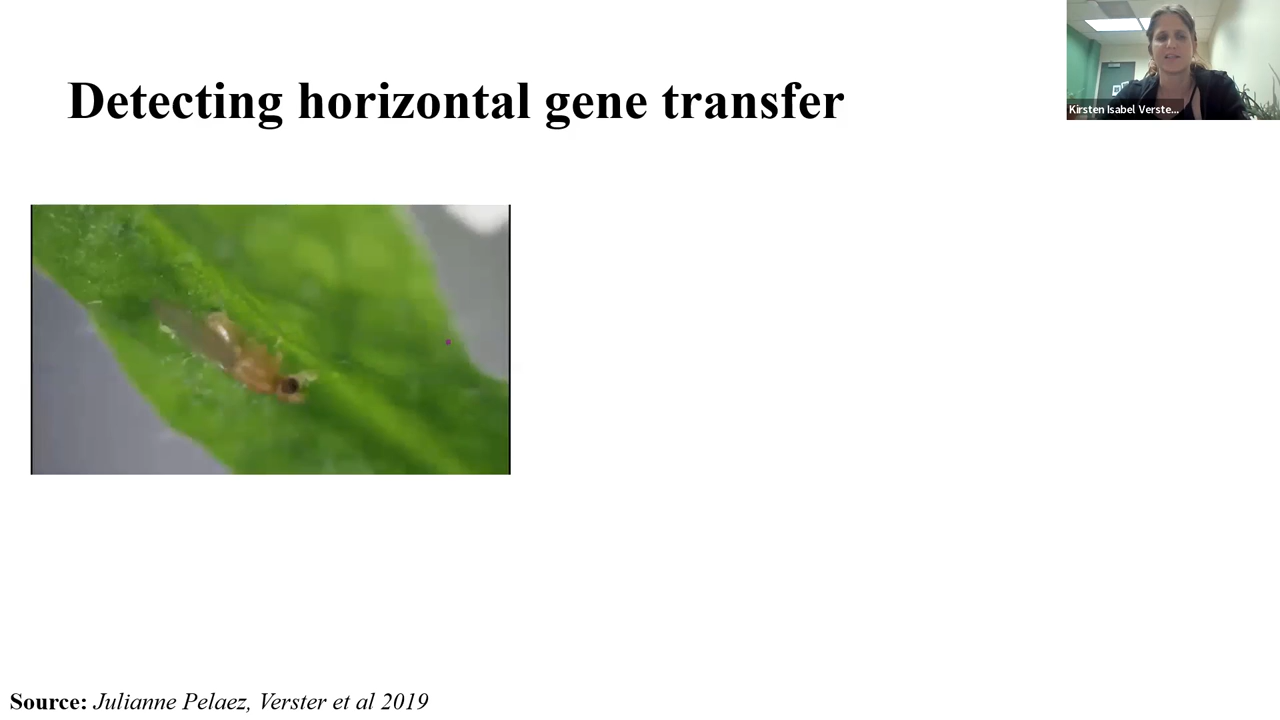 Detecting horizontal gene transfer
Kirsten Isabel Verste...
Source: Julianne Pelaez, Verster et al 2019